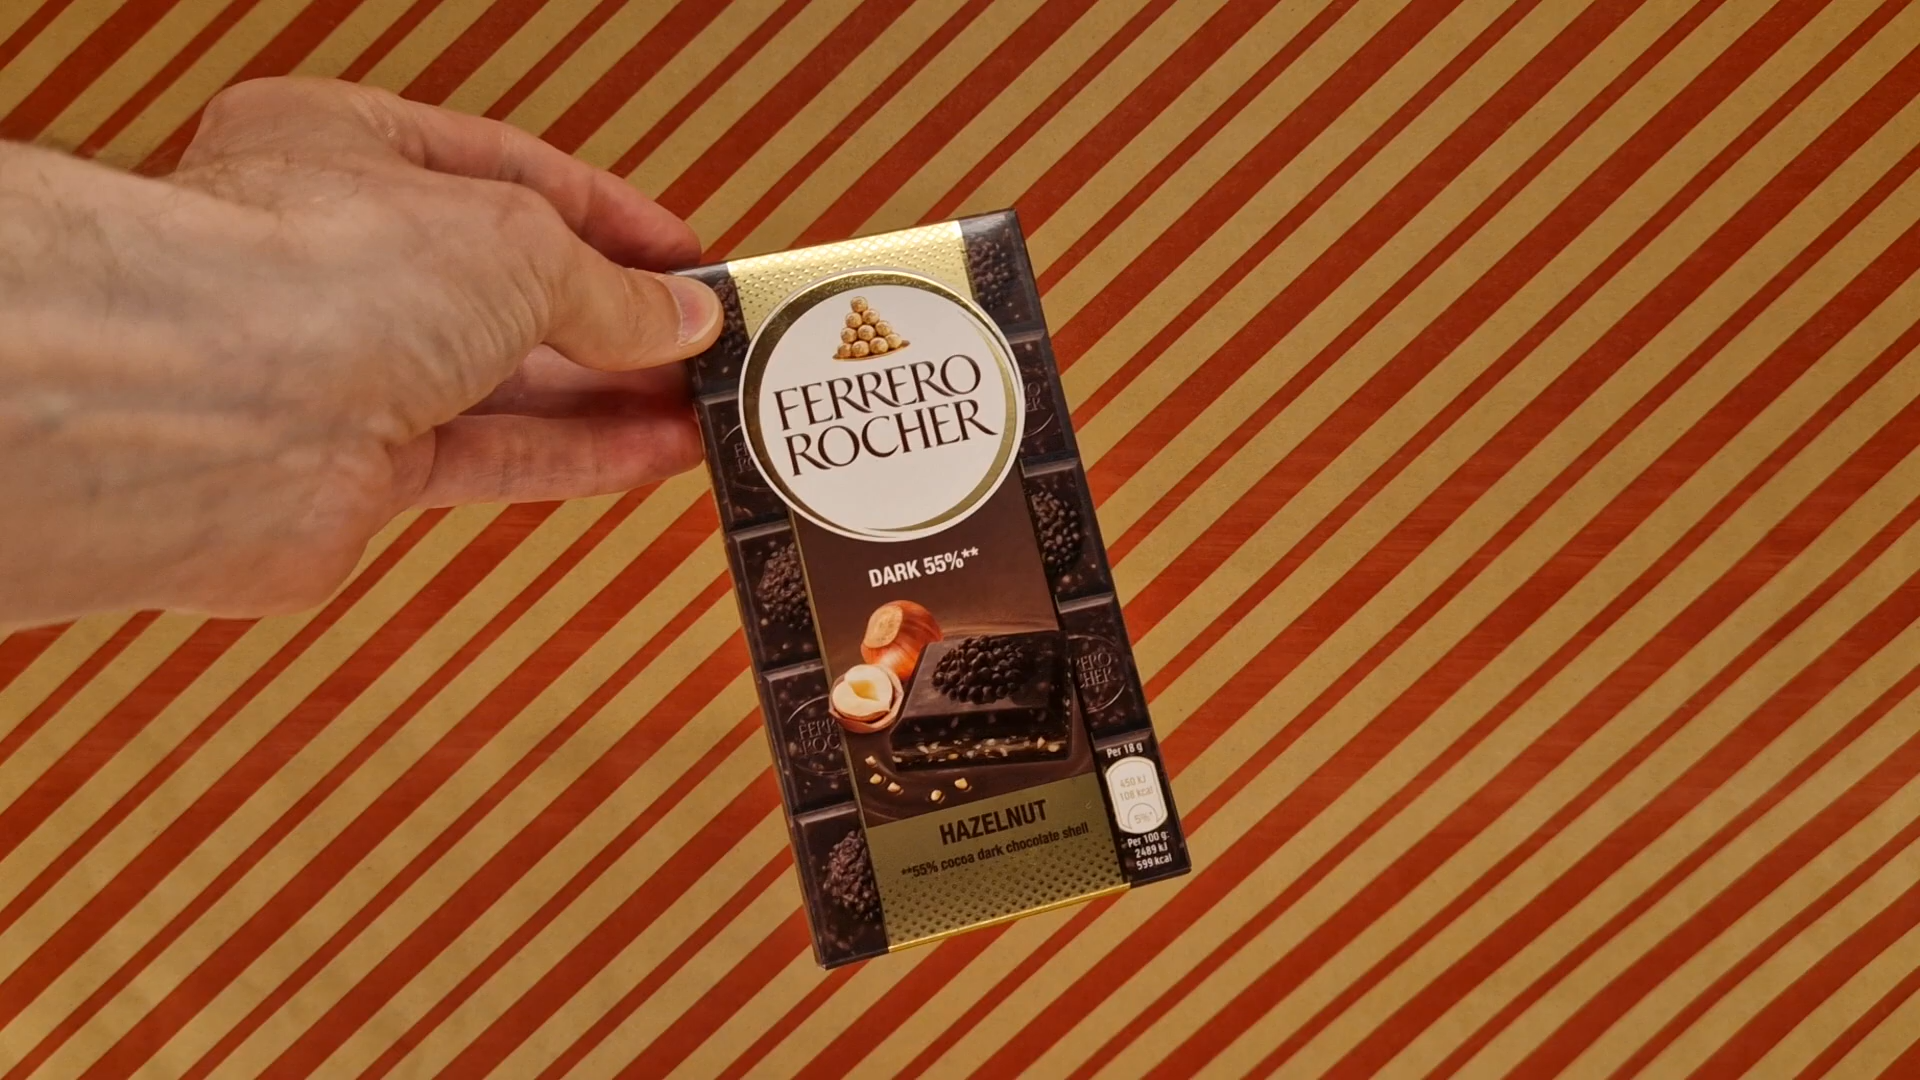 FERRERO
ROCHER
DARK 55%**
HAZELNUT
**55% cocoa dark chocolate shell
Per 18 g
450 kJ
108 kcal
5%*
Per 100 g:
2489 kJ
599 kcal